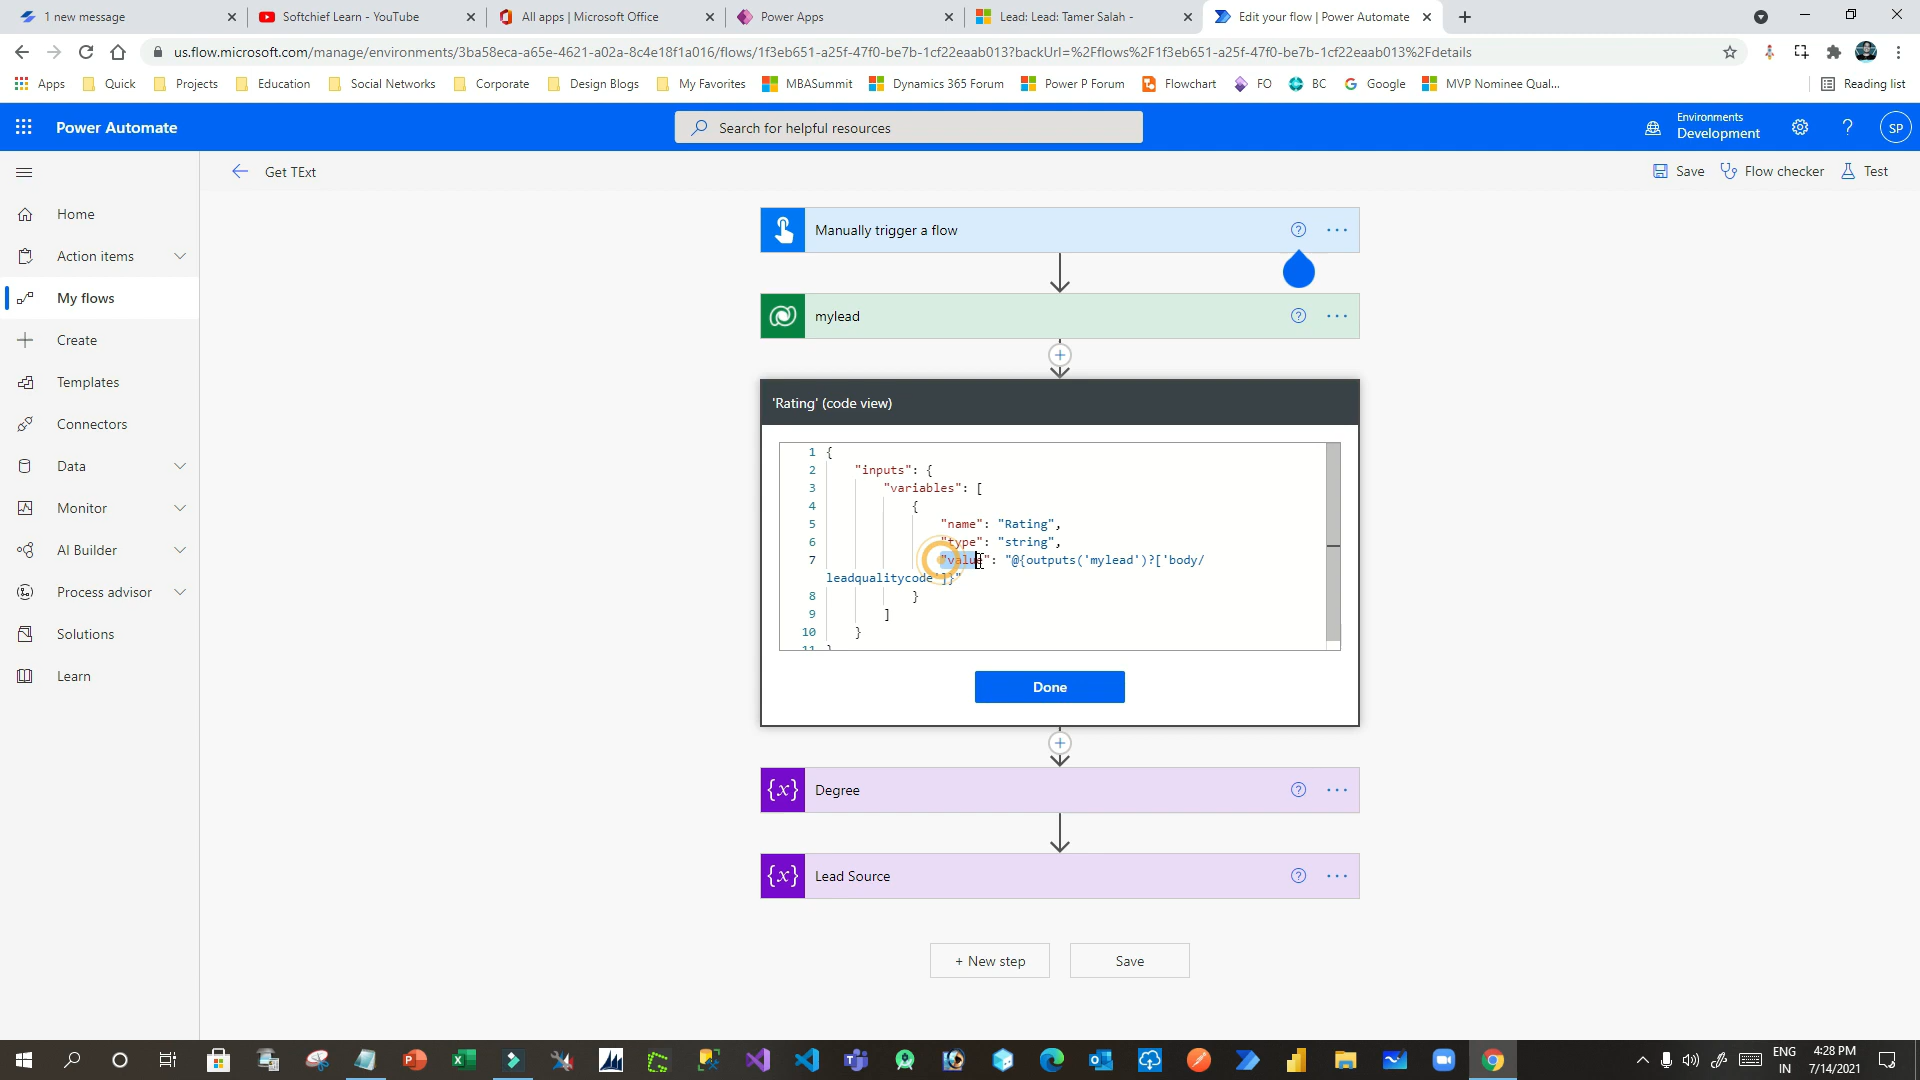 1 new message
Softchief Learn - YouTube
All apps | Microsoft Office
Power Apps
Lead: Lead: Tamer Salah -
Edit your flow | Power Automate
us.flow.microsoft.com/manage/environments/3ba58eca-a65e-4621-a02a-8c4e18f1a016/flows/1f3eb651-a25f-47f0-be7b-1cf22eaab013?backUrl=%2Fflows%2F1f3eb651-a25f-47f0-be7b-1cf22eaab013%2Fdetails
Apps
Quick
Projects
Education
Social Networks
Corporate
Design Blogs
My Favorites
MBASummit
Dynamics 365 Forum
Power P Forum
Flowchart
FO
BC
Google
MVP Nominee Qual...
Reading list
Power Automate
Search for helpful resources
Environments
Development
SP
Get TExt
Save
Flow checker
Test
Home
Action items
My flows
Create
Templates
Connectors
Data
Monitor
AI Builder
Process advisor
Solutions
Learn
Manually trigger a flow
mylead
'Rating' (code view)
1 {
2 "inputs": {
3 "variables": [
4 {
5 "name": "Rating",
6 "type": "string",
7 "value": "@{outputs('mylead')?['body/
leadqualitycode']}"
8 }
9 ]
10 }
11 }
Done
{x} Degree
{x} Lead Source
+ New step
Save
ENG
IN
4:28 PM
7/14/2021